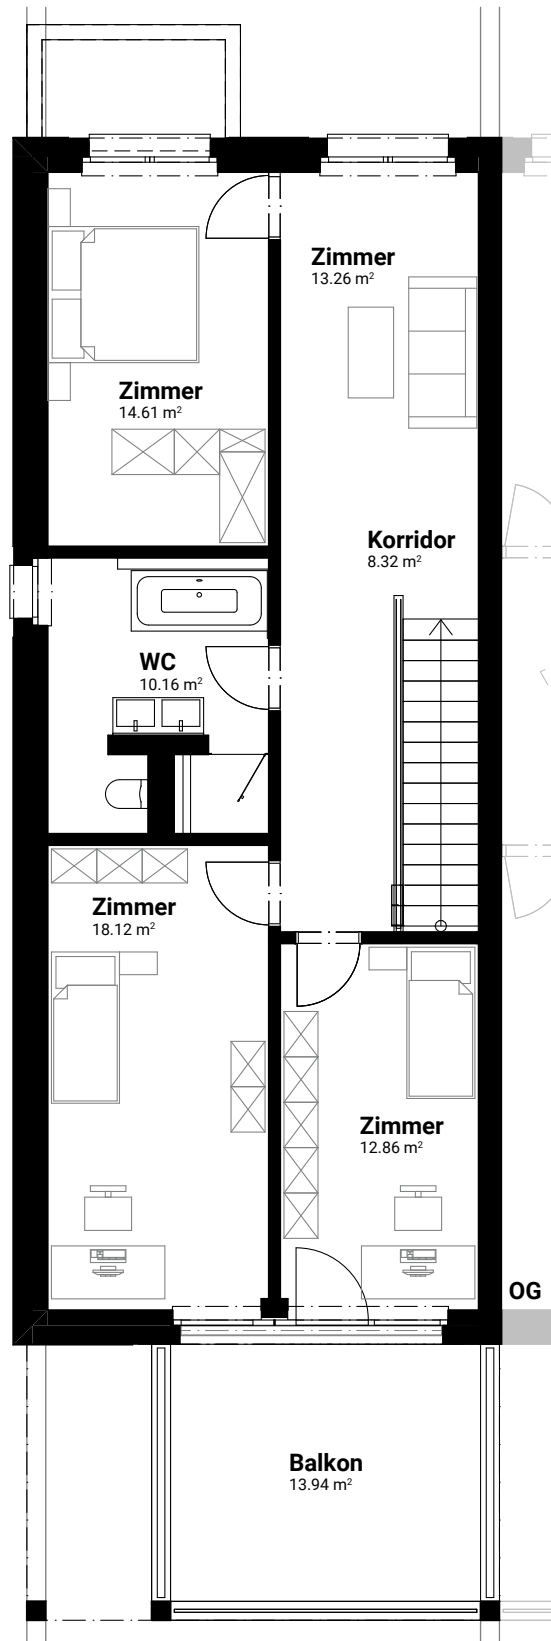 Zimmer
13.26 m²
Zimmer
14.61 m²
Korridor
8.32 m²
WC
10.16 m²
Zimmer
18.12 m²
Zimmer
12.86 m²
OG
Balkon
13.94 m²